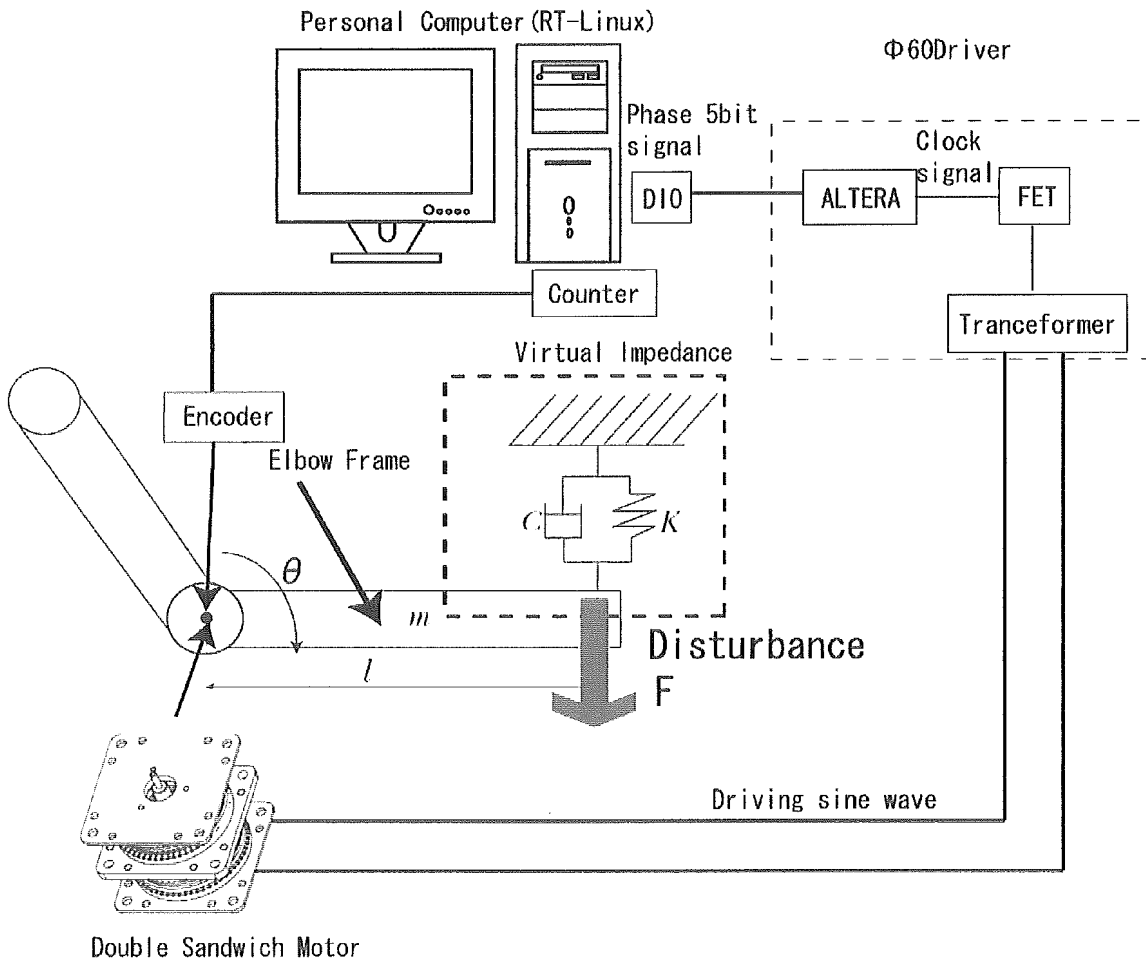 Personal Computer(RT-Linux)
Φ60Driver
Phase 5bit
signal
Clock
signal
DIO
ALTERA
FET
Counter
Tranceformer
Virtual Impedance
Encoder
Elbow Frame
C
K
θ
m
Disturbance
F
l
Driving sine wave
Double Sandwich Motor